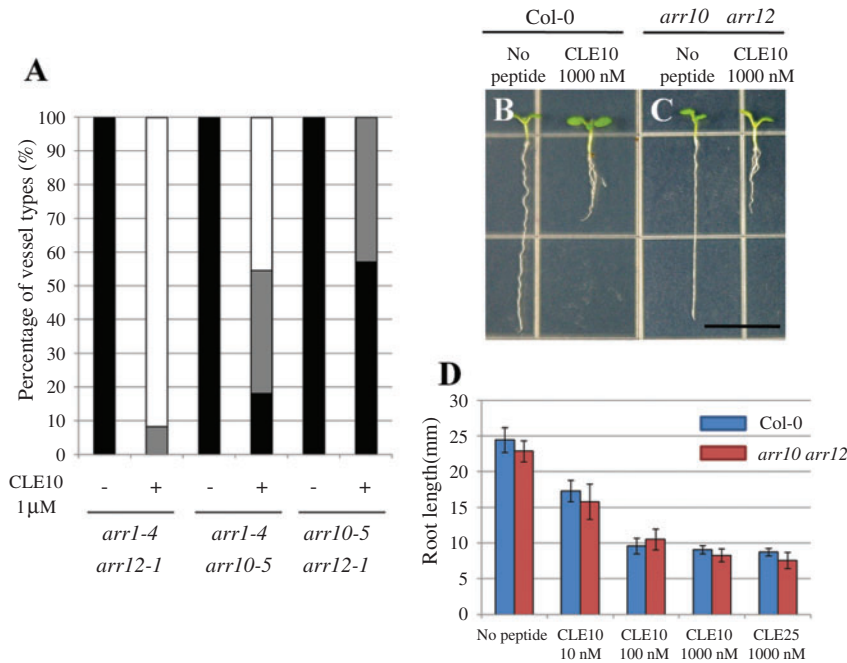 A
Percentage of vessel types (%)
100
90
80
70
60
50
40
30
20
10
0
CLE10
1μM
- + - + - +
arr1-4
arr12-1
arr1-4
arr10-5
arr10-5
arr12-1
Col-0
arr10 arr12
No
peptide
CLE10
1000 nM
No
peptide
CLE10
1000 nM
B
C
D
Root length(mm)
30
25
20
15
10
5
0
Col-0
arr10 arr12
No peptide
CLE10
10 nM
CLE10
100 nM
CLE10
1000 nM
CLE25
1000 nM